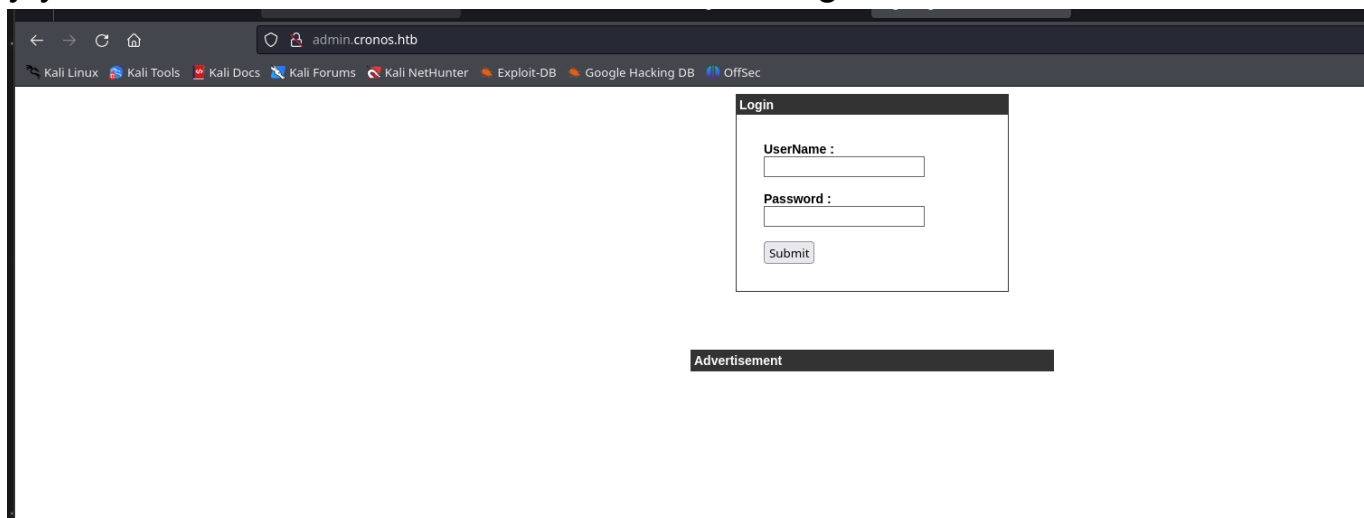 admin.cronos.htb
Kali Linux Kali Tools Kali Docs Kali Forums Kali NetHunter Exploit-DB Google Hacking DB OffSec
Login
UserName :
Password :
Submit
Advertisement